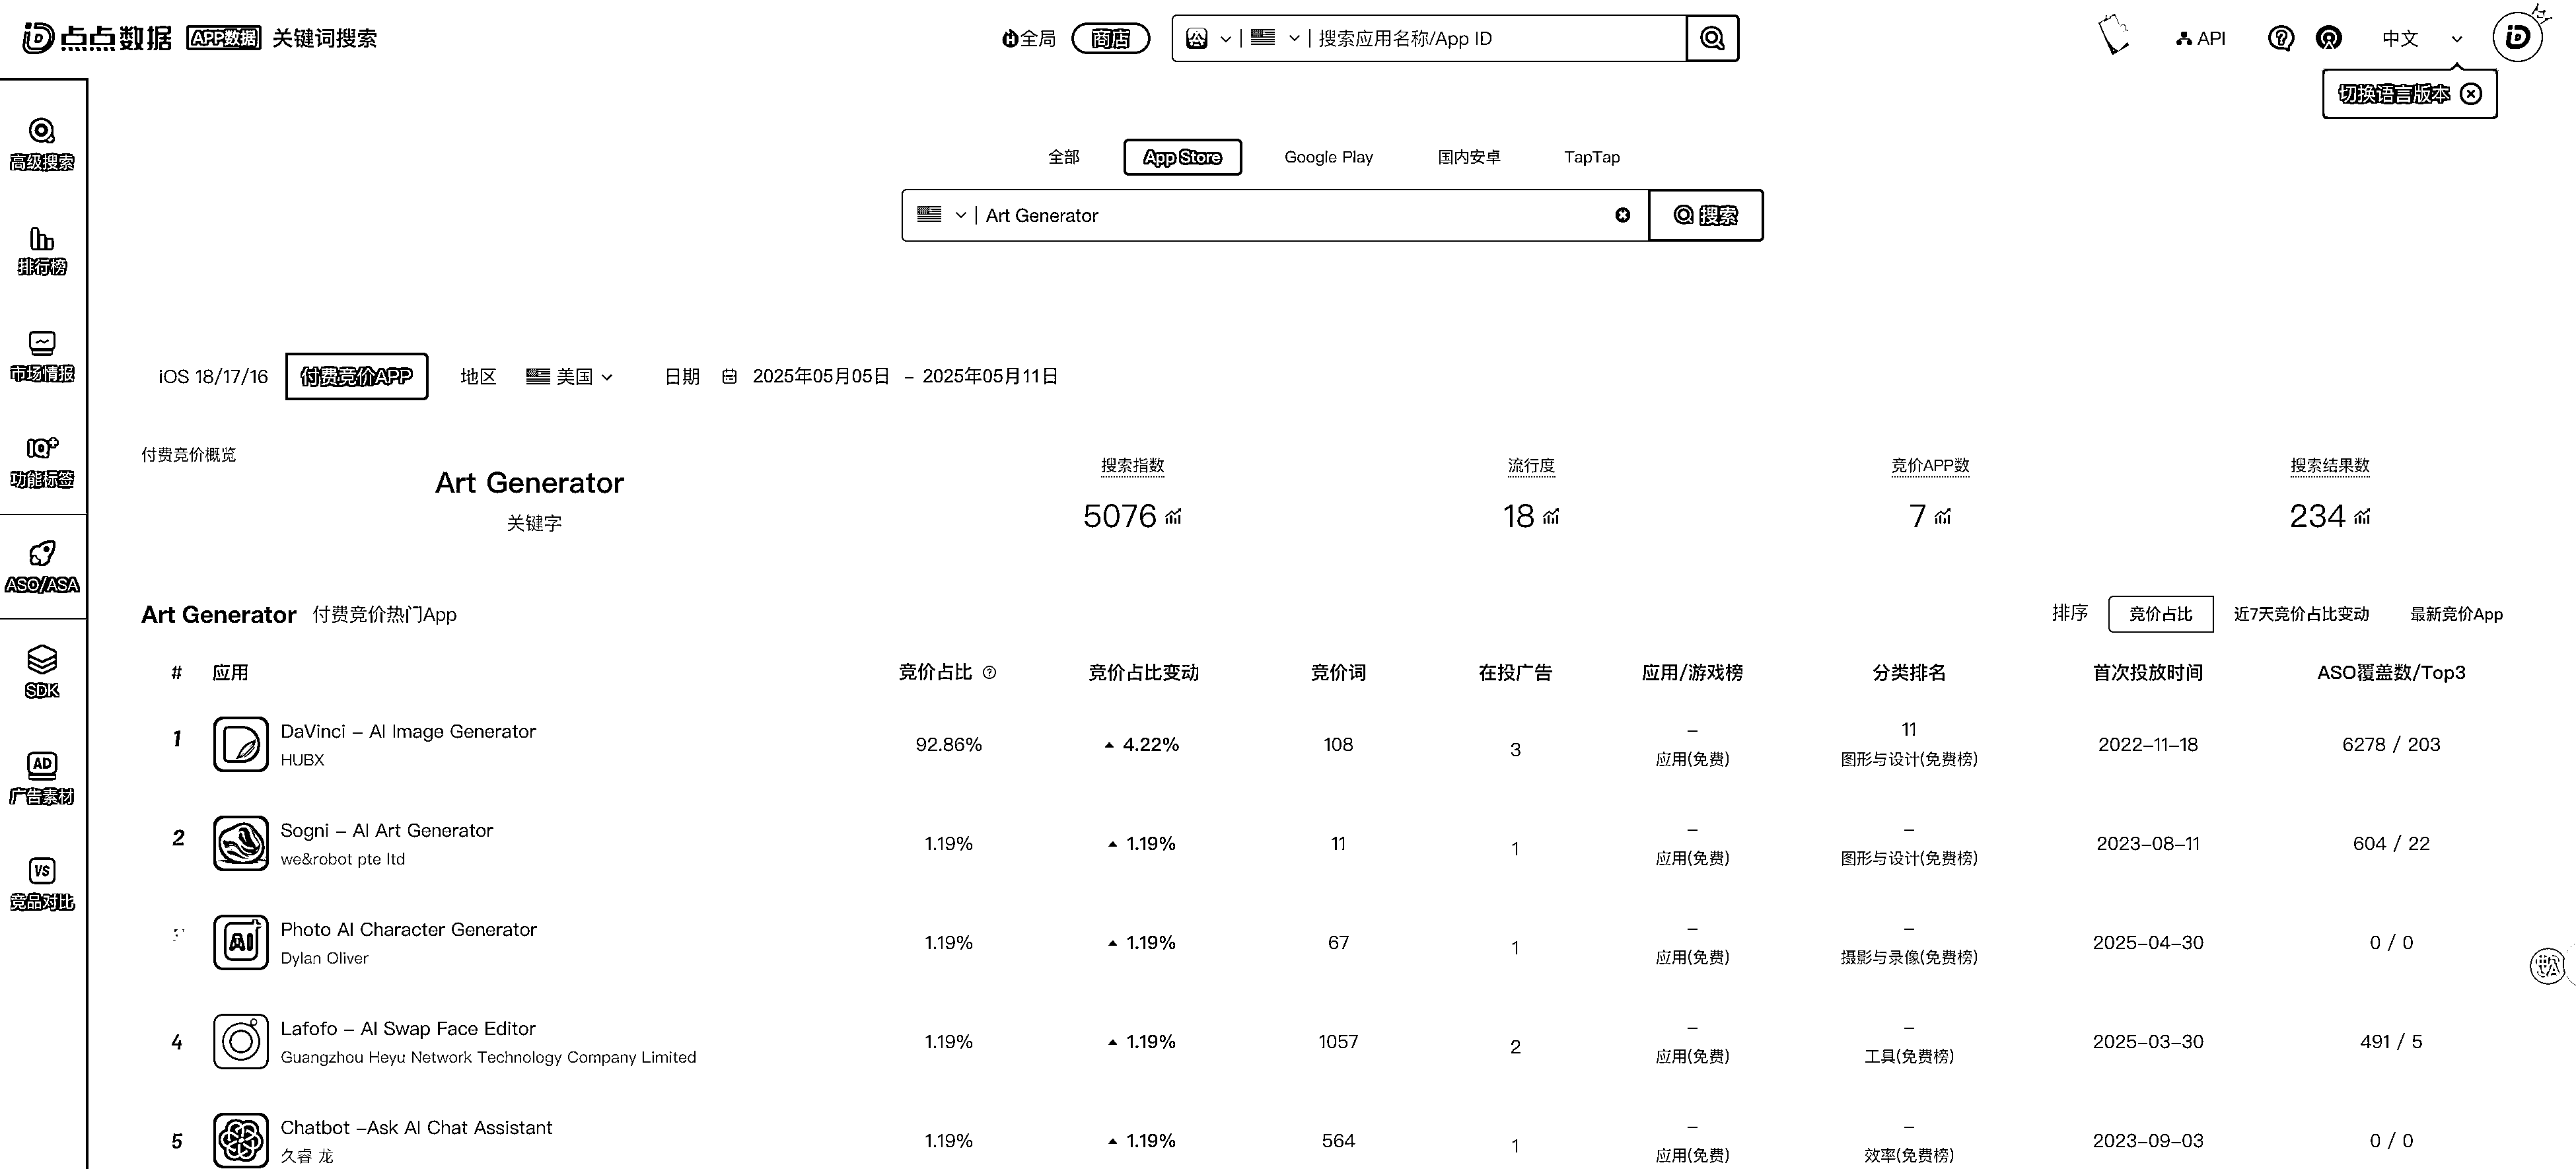 点点数据 APP数据 关键词搜索 全局 商店 搜索应用名称/App ID API 中文
切换语言版本
全部 App Store Google Play 国内安卓 TapTap
Art Generator 搜索
高级搜索
排行榜
市场情报
功能标签
ASO/ASA
SDK
AD
广告素材
VS
竞品对比
iOS 18/17/16 付费竞价APP 地区 美国 日期 2025年05月05日 – 2025年05月11日
付费竞价概览
Art Generator
关键字
搜索指数 流行度 竞价APP数 搜索结果数
5076 18 7 234
Art Generator 付费竞价热门App 排序 竞价占比 近7天竞价占比变动 最新竞价App
# 应用 竞价占比 竞价占比变动 竞价词 在投广告 应用/游戏榜 分类排名 首次投放时间 ASO覆盖数/Top3
1 DaVinci – AI Image Generator 92.86% 4.22% 108 3 – 11 2022-11-18 6278 / 203
HUBX 应用(免费) 图形与设计(免费榜)
2 Sogni – AI Art Generator 1.19% 1.19% 11 1 – – 2023-08-11 604 / 22
we&robot pte ltd 应用(免费) 图形与设计(免费榜)
Photo AI Character Generator 1.19% 1.19% 67 1 – – 2025-04-30 0 / 0
Dylan Oliver 应用(免费) 摄影与录像(免费榜)
4 Lafofo – AI Swap Face Editor 1.19% 1.19% 1057 2 – – 2025-03-30 491 / 5
Guangzhou Heyu Network Technology Company Limited 应用(免费) 工具(免费榜)
5 Chatbot –Ask AI Chat Assistant 1.19% 1.19% 564 1 – – 2023-09-03 0 / 0
久睿 龙 应用(免费) 效率(免费榜)